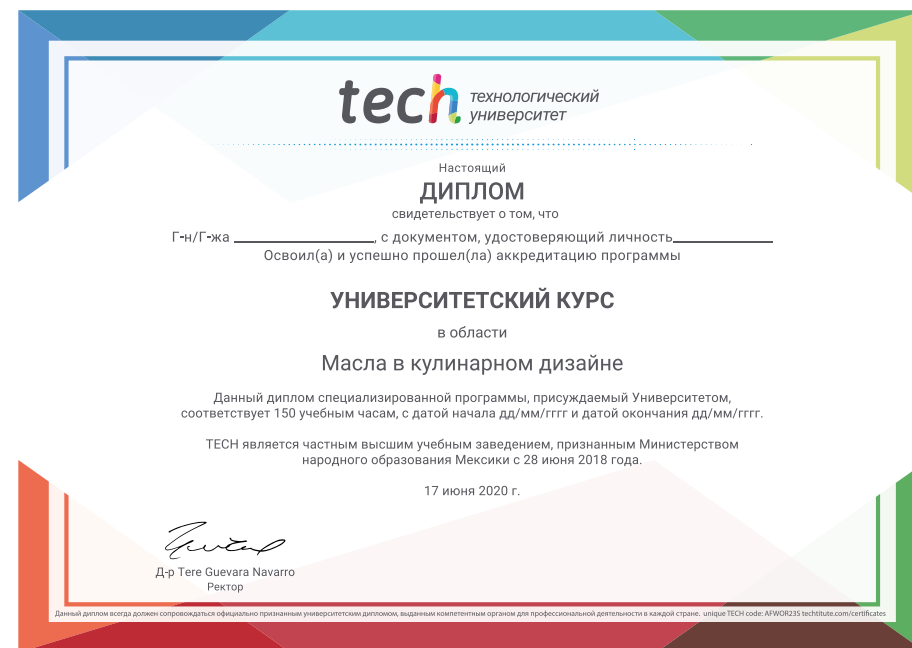 tech технологический университет
Настоящий
ДИПЛОМ
свидетельствует о том, что
Г-н/Г-жа ____________________, с документом, удостоверяющий личность______________
Освоил(а) и успешно прошел(ла) аккредитацию программы
УНИВЕРСИТЕТСКИЙ КУРС
в области
Масла в кулинарном дизайне
Данный диплом специализированной программы, присуждаемый Университетом,
соответствует 150 учебным часам, с датой начала дд/мм/гггг и датой окончания дд/мм/гггг.
TECH является частным высшим учебным заведением, признанным Министерством
народного образования Мексики с 28 июня 2018 года.
17 июня 2020 г.
Д-р Tere Guevara Navarro
Ректор
Данный диплом всегда должен сопровождаться официально признанным университетским дипломом, выданным компетентным органом для профессиональной деятельности в каждой стране. unique TECH code: AFWOR23S techtitute.com/certificates